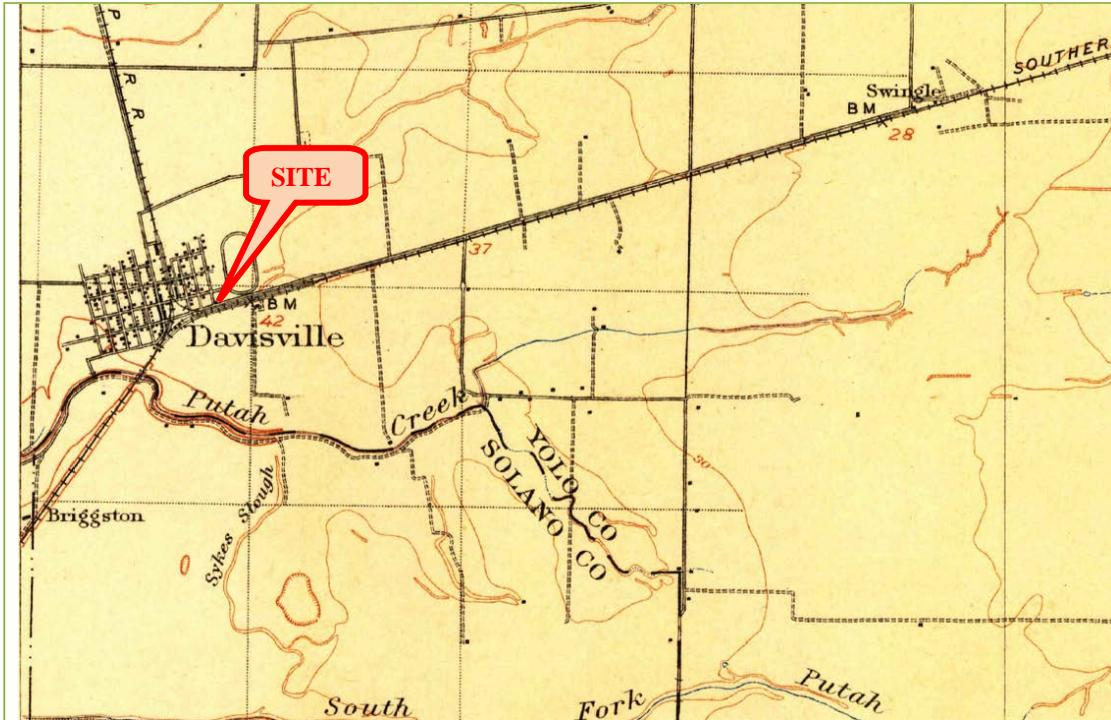 P R R
SOUTHER
Swingle
BM
28
SITE
37
BM
42
Davisville
Putah Creek
YOLO CO
SOLANO CO
30
Sykes Slough
Briggston
South Fork Putah